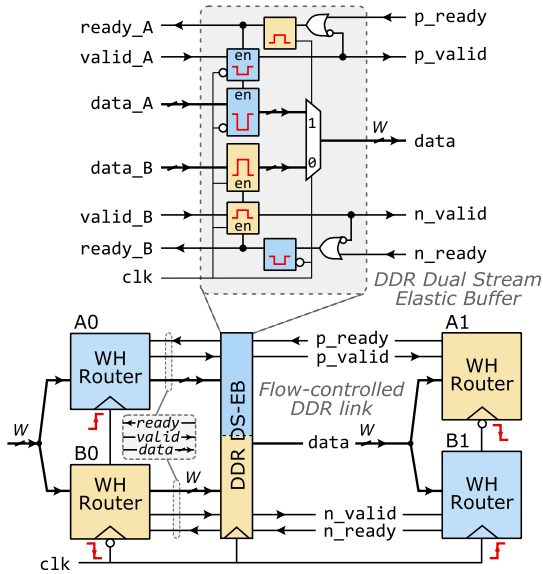 ready_A
p_ready
valid_A
en
p_valid
data_A
en
1
W
data
data_B
0
en
valid_B
en
n_valid
ready_B
n_ready
clk
DDR Dual Stream
Elastic Buffer
A0
A1
WH
Router
DDR DS-EB
p_ready
p_valid
WH
Router
Flow-controlled
DDR link
W
ready
valid
data
B0
W
data
W
B1
WH
Router
WH
Router
n_valid
n_ready
clk